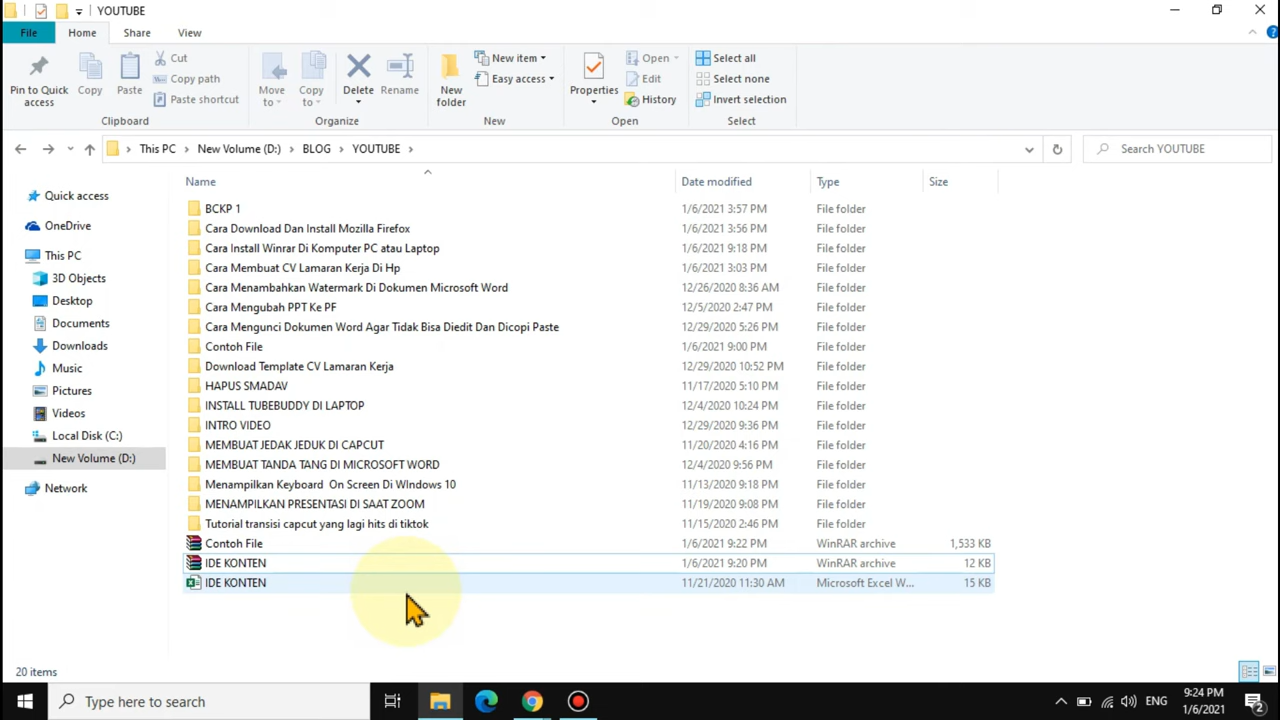 YOUTUBE
File Home Share View
Pin to Quick access
Copy
Paste
Cut
Copy path
Paste shortcut
Clipboard
Move to
Copy to
Delete
Rename
Organize
New folder
New item
Easy access
New
Properties
Open
Edit
History
Open
Select all
Select none
Invert selection
Select
This PC > New Volume (D:) > BLOG > YOUTUBE >
Search YOUTUBE
Quick access
OneDrive
This PC
3D Objects
Desktop
Documents
Downloads
Music
Pictures
Videos
Local Disk (C:)
New Volume (D:)
Network
Name Date modified Type Size
BCKP 1 1/6/2021 3:57 PM File folder
Cara Download Dan Install Mozilla Firefox 1/6/2021 3:56 PM File folder
Cara Install Winrar Di Komputer PC atau Laptop 1/6/2021 9:18 PM File folder
Cara Membuat CV Lamaran Kerja Di Hp 1/6/2021 3:03 PM File folder
Cara Menambahkan Watermark Di Dokumen Microsoft Word 12/26/2020 8:36 AM File folder
Cara Mengubah PPT Ke PF 12/5/2020 2:47 PM File folder
Cara Mengunci Dokumen Word Agar Tidak Bisa Diedit Dan Dicopi Paste 12/29/2020 5:26 PM File folder
Contoh File 1/6/2021 9:00 PM File folder
Download Template CV Lamaran Kerja 12/29/2020 10:52 PM File folder
HAPUS SMADAV 11/17/2020 5:10 PM File folder
INSTALL TUBEBUDDY DI LAPTOP 12/4/2020 10:24 PM File folder
INTRO VIDEO 12/29/2020 9:36 PM File folder
MEMBUAT JEDAK JEDUK DI CAPCUT 11/20/2020 4:16 PM File folder
MEMBUAT TANDA TANG DI MICROSOFT WORD 12/4/2020 9:56 PM File folder
Menampilkan Keyboard On Screen Di WIndows 10 11/13/2020 9:18 PM File folder
MENAMPILKAN PRESENTASI DI SAAT ZOOM 11/19/2020 9:08 PM File folder
Tutorial transisi capcut yang lagi hits di tiktok 11/15/2020 2:46 PM File folder
Contoh File 1/6/2021 9:22 PM WinRAR archive 1,533 KB
IDE KONTEN 1/6/2021 9:20 PM WinRAR archive 12 KB
IDE KONTEN 11/21/2020 11:30 AM Microsoft Excel W... 15 KB
20 items
Type here to search
ENG
9:24 PM
1/6/2021
2